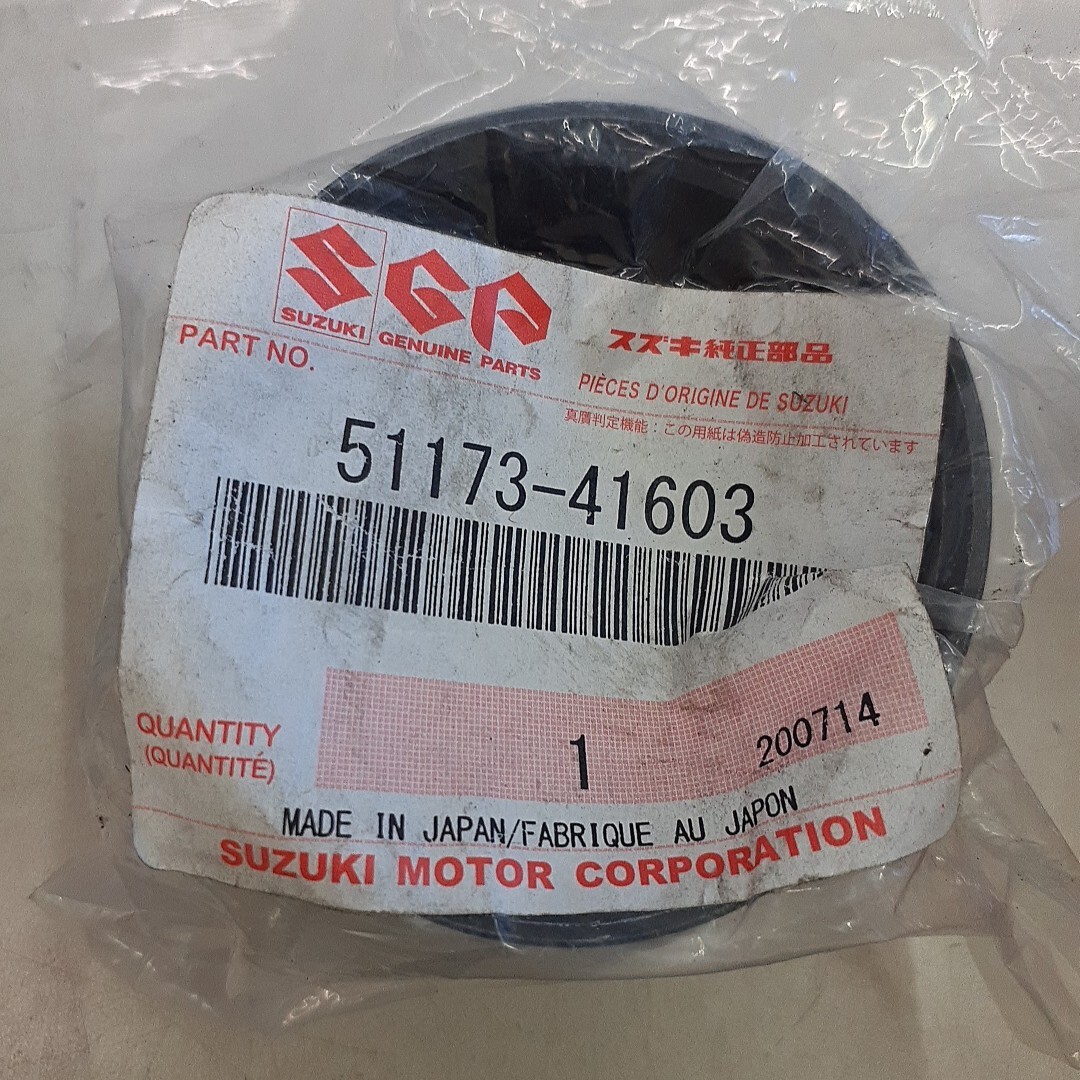 SUZUKI
SGP
GENUINE PARTS
スズキ純正部品
PART NO.
PIÈCES D'ORIGINE DE SUZUKI
真贋判定機能:この用紙は偽造防止加工されています
51173-41603
QUANTITY
(QUANTITÉ)
1
200714
MADE IN JAPAN/FABRIQUE AU JAPON
SUZUKI MOTOR CORPORATION